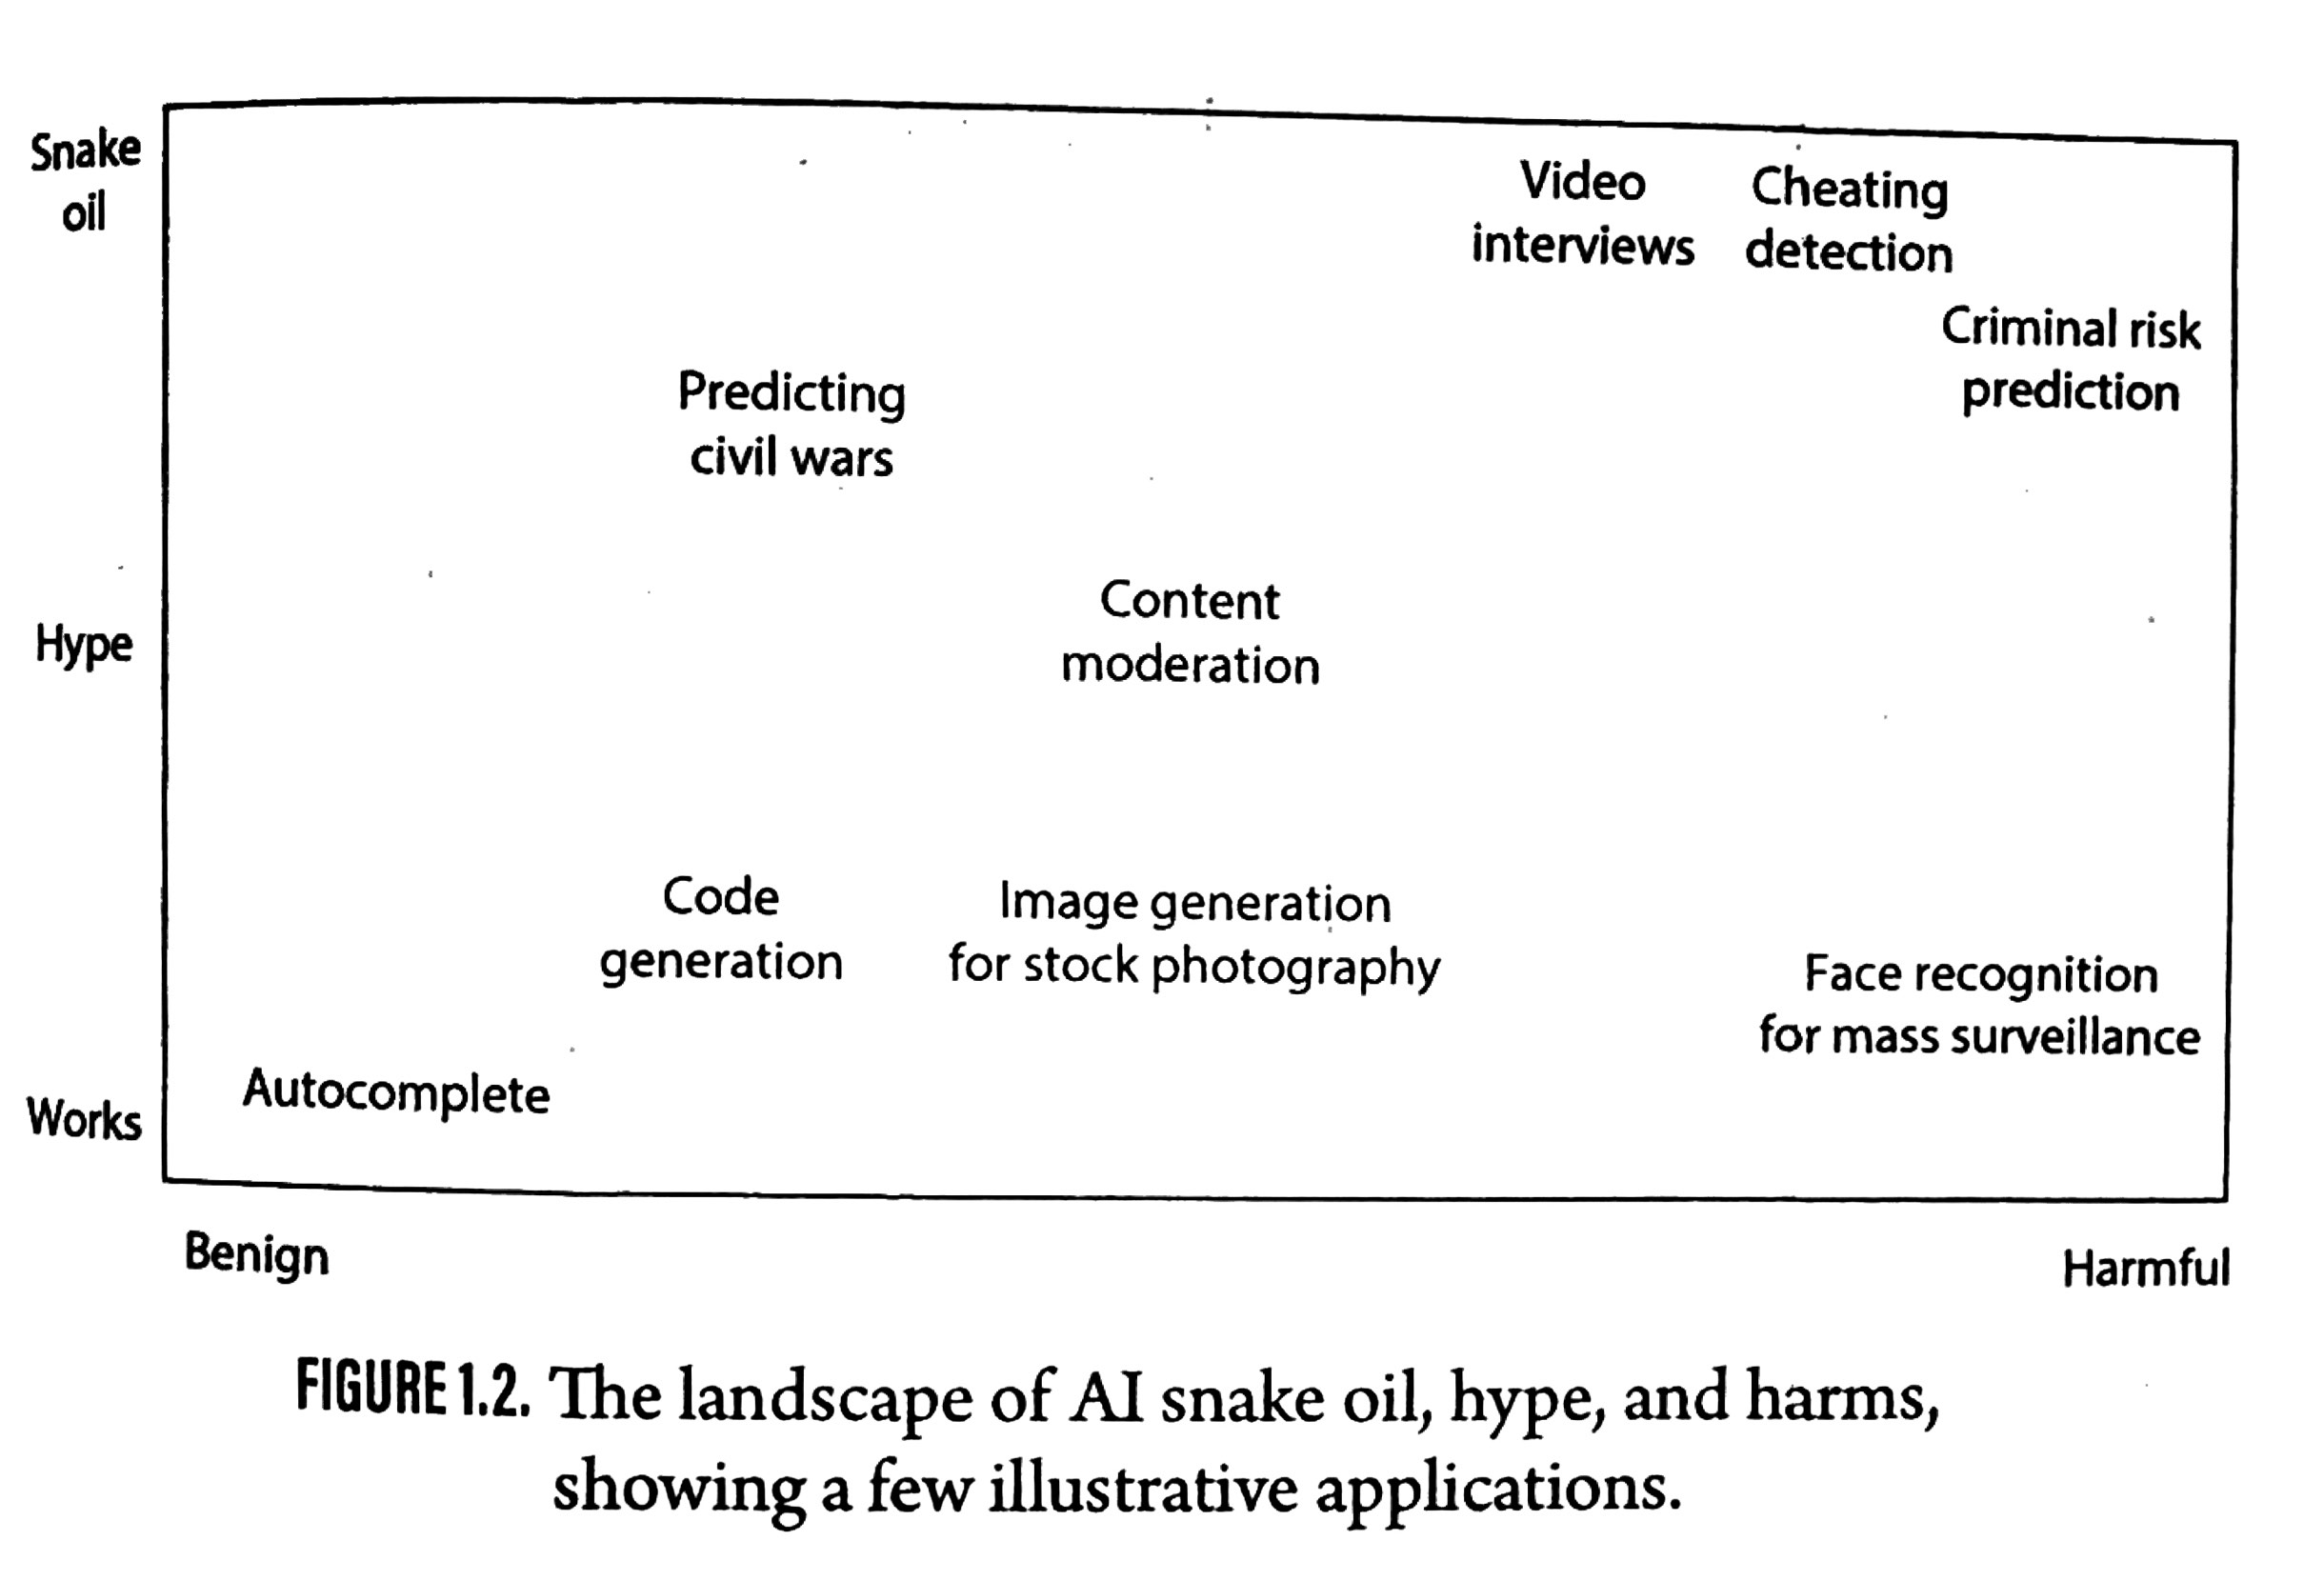 Snake
oil
Video
interviews
Cheating
detection
Criminal risk
prediction
Predicting
civil wars
Hype
Content
moderation
Code
generation
Image generation
for stock photography
Face recognition
for mass surveillance
Works
Autocomplete
Benign
Harmful
FIGURE 1.2. The landscape of AI snake oil, hype, and harms,
showing a few illustrative applications.